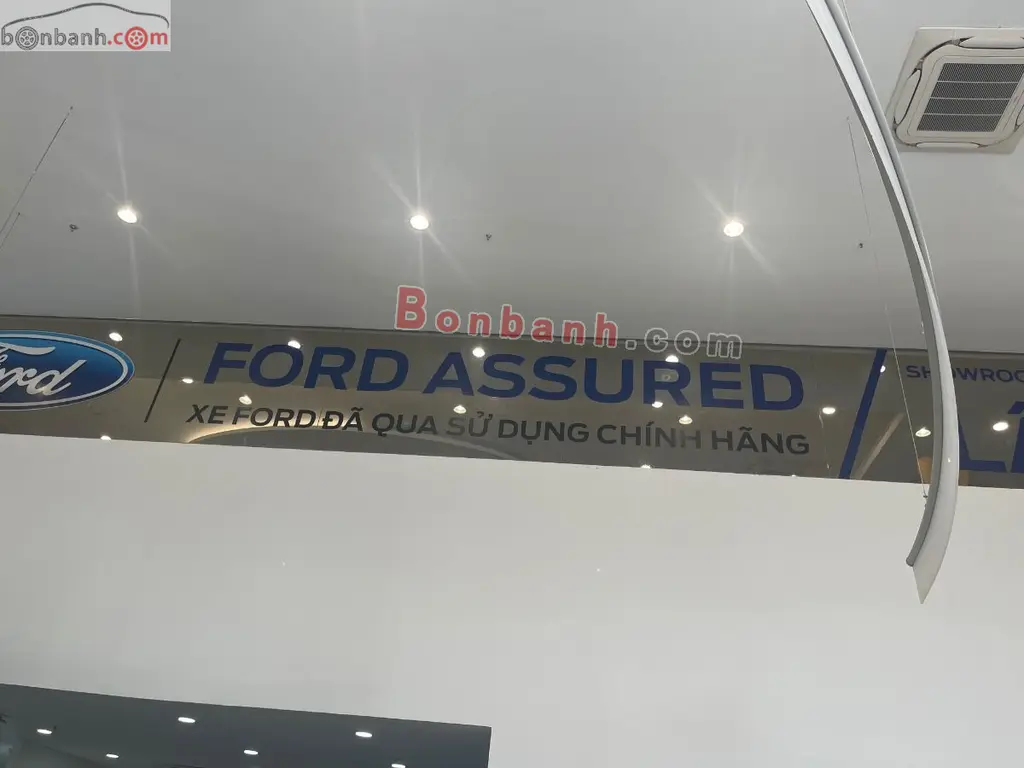 bonbanh.com
Bonbanh.com
Ford
FORD ASSURED
XE FORD ĐÃ QUA SỬ DỤNG CHÍNH HÃNG